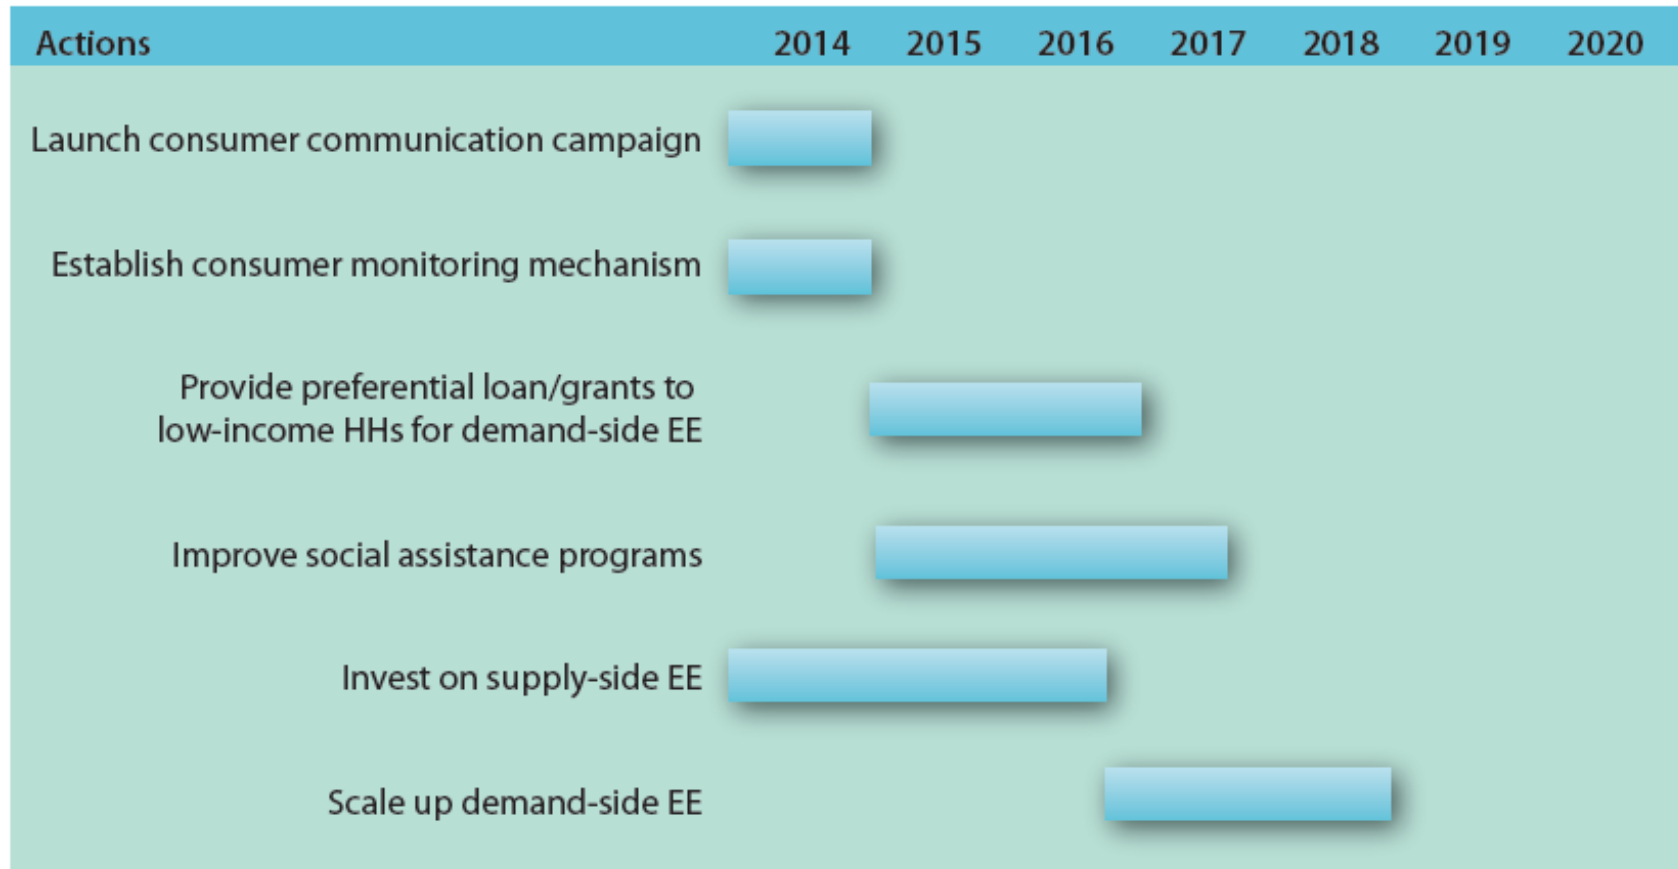 Actions 2014 2015 2016 2017 2018 2019 2020
Launch consumer communication campaign
Establish consumer monitoring mechanism
Provide preferential loan/grants to
low-income HHs for demand-side EE
Improve social assistance programs
Invest on supply-side EE
Scale up demand-side EE